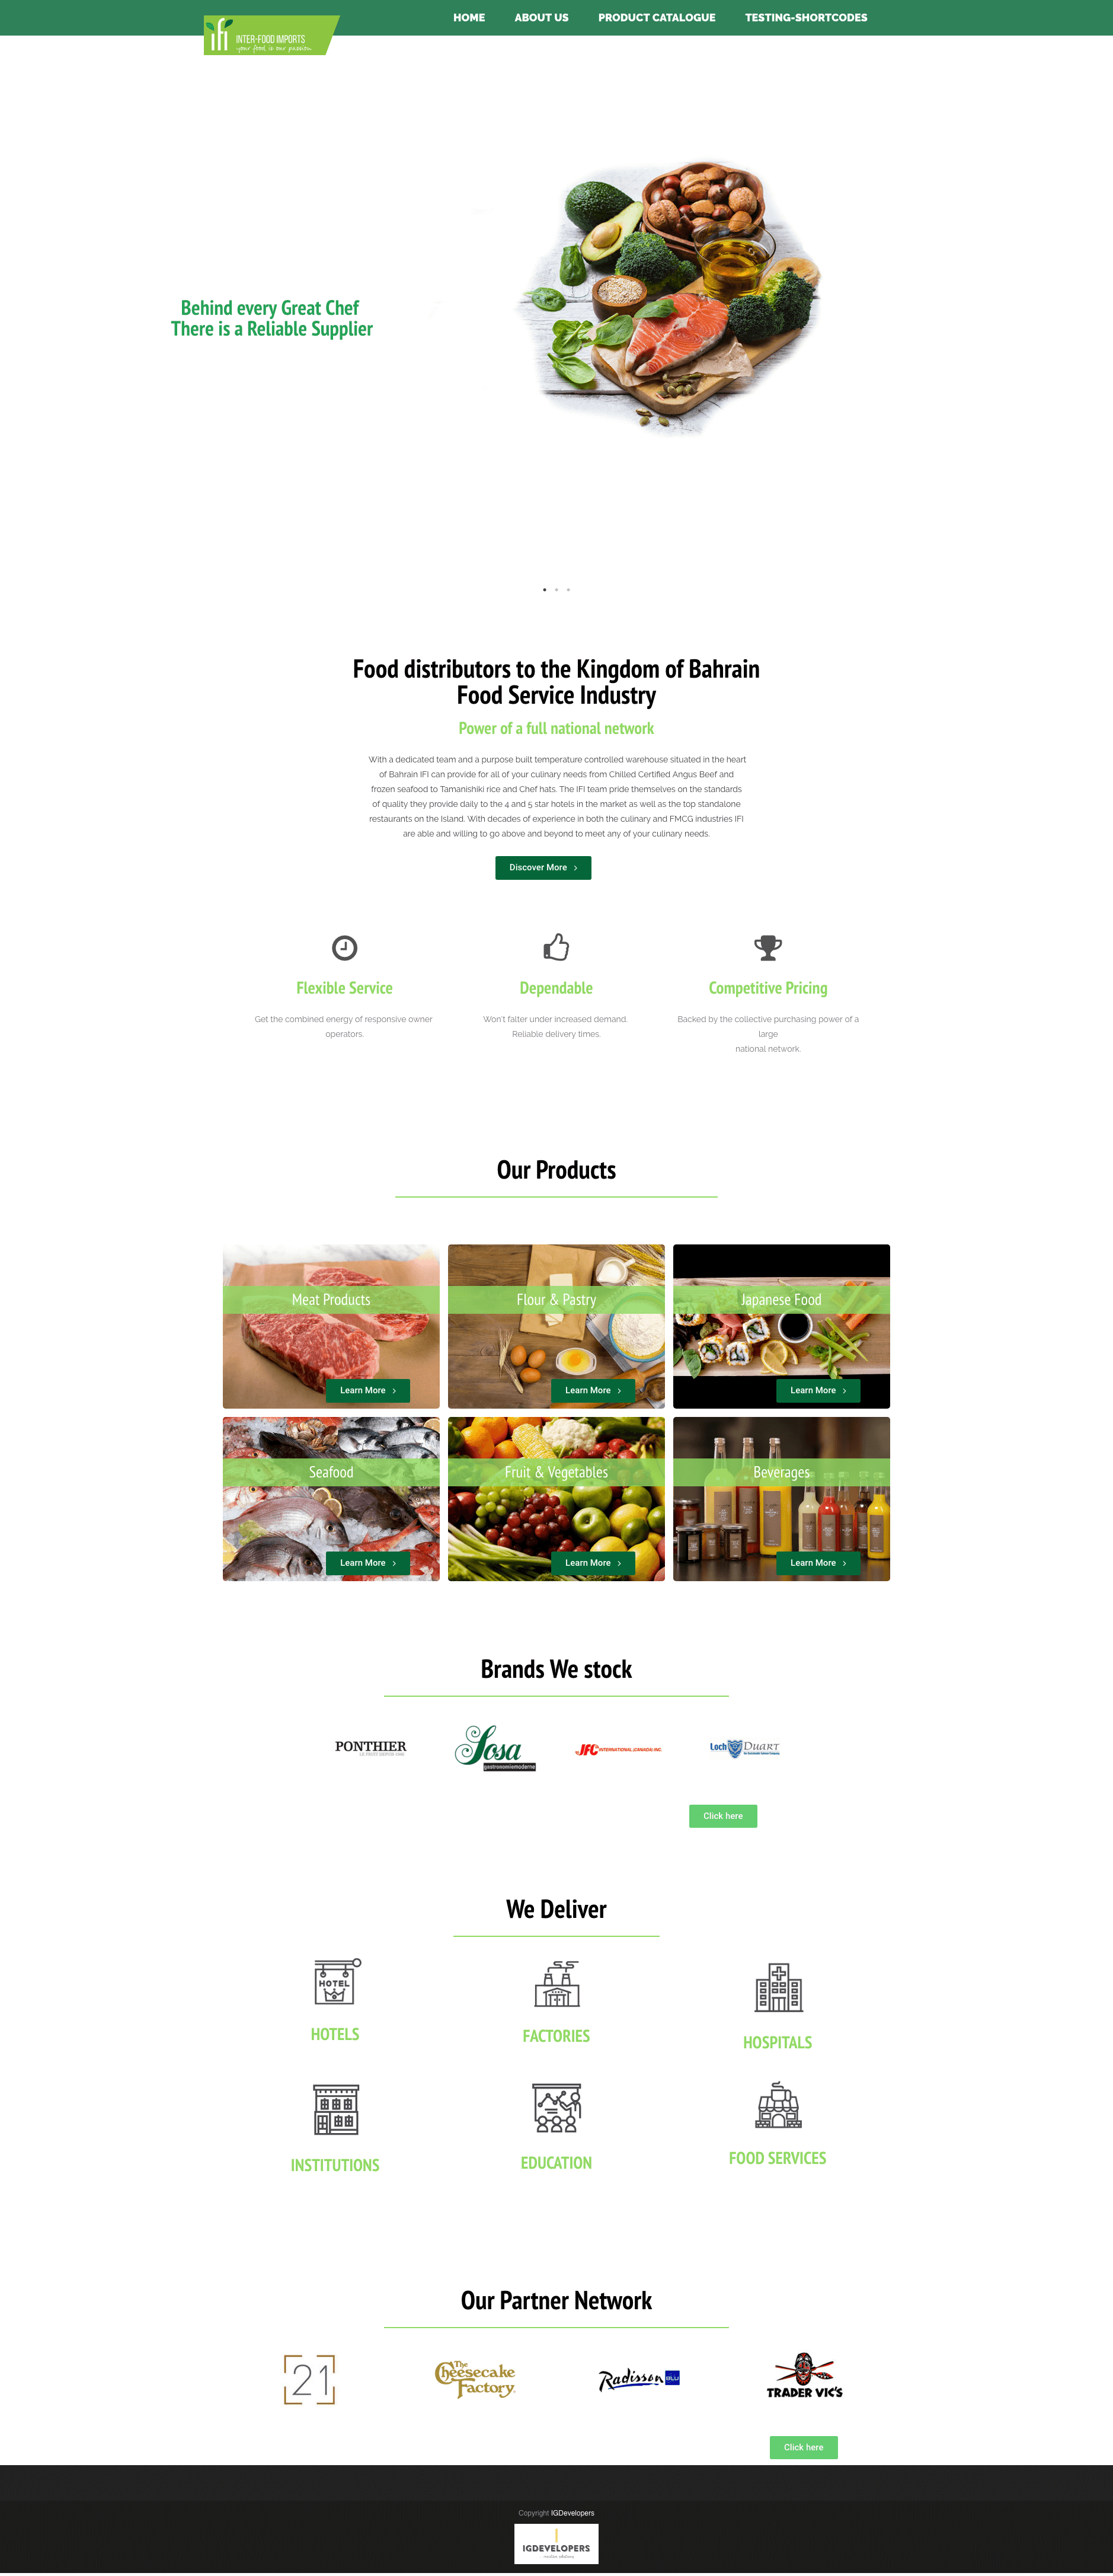 HOME ABOUT US PRODUCT CATALOGUE TESTING-SHORTCODES
ifi INTER-FOOD IMPORTS
your food is our passion
Behind every Great Chef
There is a Reliable Supplier
Food distributors to the Kingdom of Bahrain
Food Service Industry
Power of a full national network
With a dedicated team and a purpose built temperature controlled warehouse situated in the heart
of Bahrain IFI can provide for all of your culinary needs from Chilled Certified Angus Beef and
frozen seafood to Tamanishiki rice and Chef hats. The IFI team pride themselves on the standards
of quality they provide daily to the 4 and 5 star hotels in the market as well as the top standalone
restaurants on the Island. With decades of experience in both the culinary and FMCG industries IFI
are able and willing to go above and beyond to meet any of your culinary needs.
Discover More
Flexible Service
Get the combined energy of responsive owner
operators.
Dependable
Won't falter under increased demand.
Reliable delivery times.
Competitive Pricing
Backed by the collective purchasing power of a
large
national network.
Our Products
Meat Products
Learn More
Flour & Pastry
Learn More
Japanese Food
Learn More
Seafood
Learn More
Fruit & Vegetables
Learn More
Beverages
Learn More
Brands We stock
PONTHIER
Sosa
gastronomiemoderne
JFC INTERNATIONAL (CANADA) INC.
Loch Duart
Click here
We Deliver
HOTEL
HOTELS
FACTORIES
HOSPITALS
INSTITUTIONS
EDUCATION
FOOD SERVICES
Our Partner Network
21
The Cheesecake Factory
Radisson BLU
TRADER VIC'S
Click here
Copyright IGDevelopers
IGDEVELOPERS